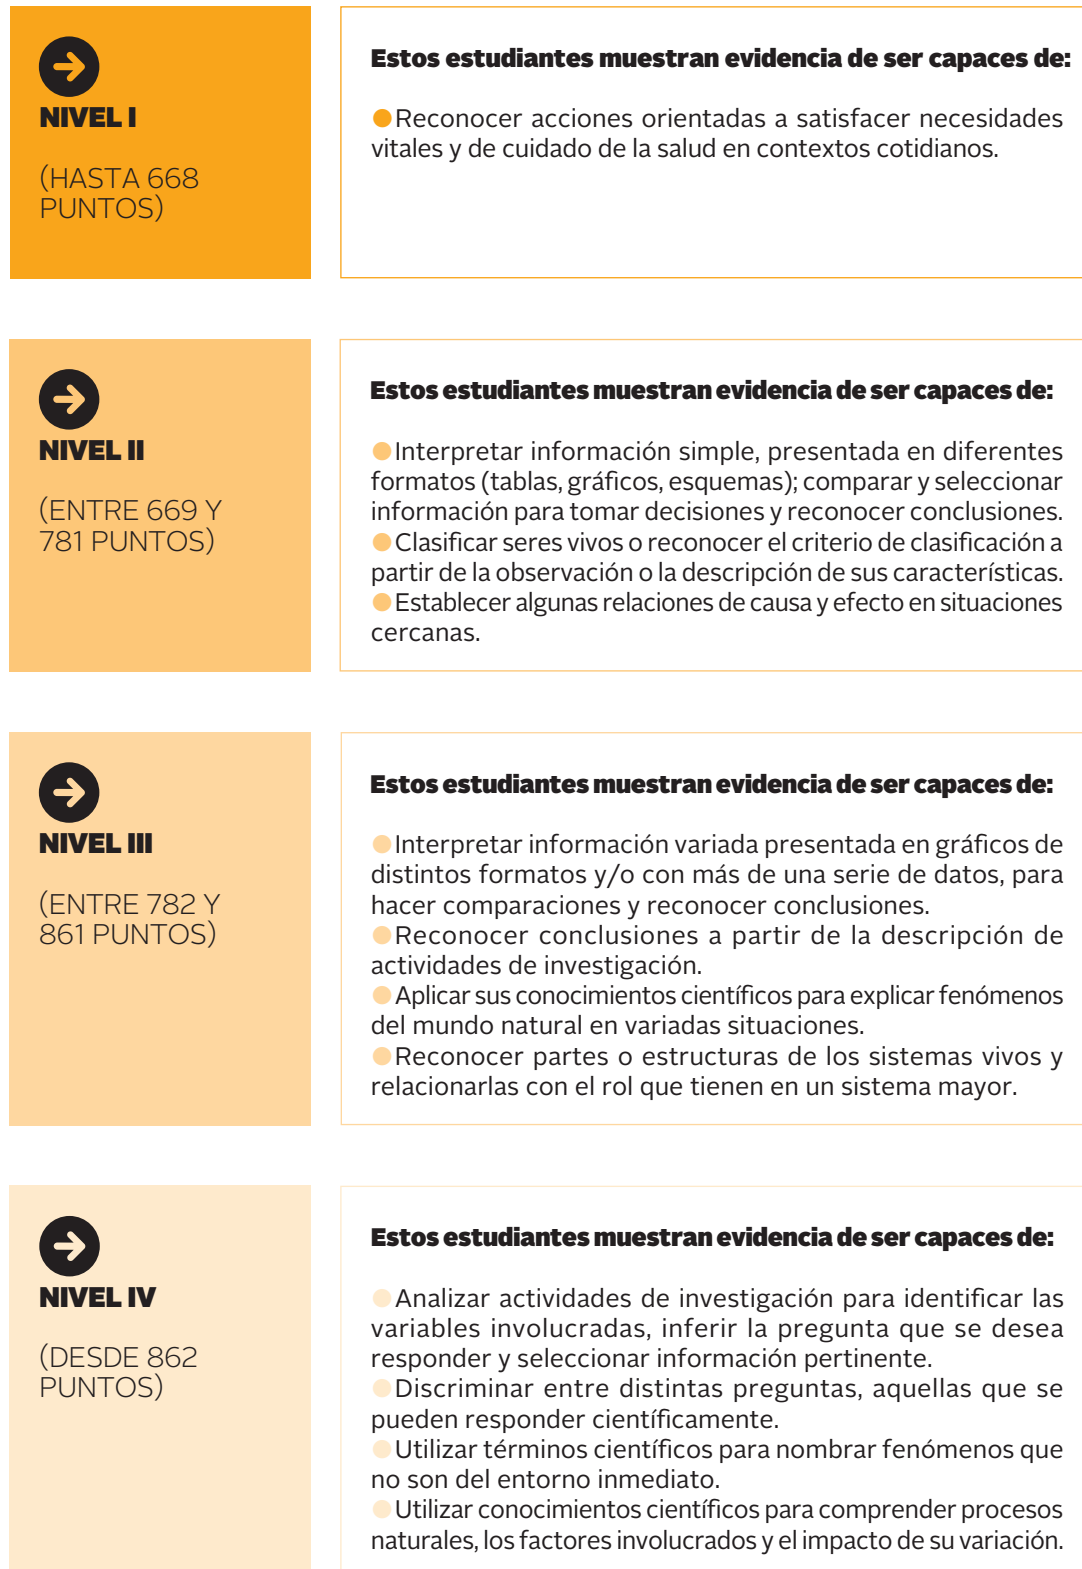 NIVEL I
(HASTA 668
PUNTOS)
Estos estudiantes muestran evidencia de ser capaces de:
●Reconocer acciones orientadas a satisfacer necesidades
vitales y de cuidado de la salud en contextos cotidianos.
NIVEL II
(ENTRE 669 Y
781 PUNTOS)
Estos estudiantes muestran evidencia de ser capaces de:
●Interpretar información simple, presentada en diferentes
formatos (tablas, gráficos, esquemas); comparar y seleccionar
información para tomar decisiones y reconocer conclusiones.
●Clasificar seres vivos o reconocer el criterio de clasificación a
partir de la observación o la descripción de sus características.
●Establecer algunas relaciones de causa y efecto en situaciones
cercanas.
NIVEL III
(ENTRE 782 Y
861 PUNTOS)
Estos estudiantes muestran evidencia de ser capaces de:
●Interpretar información variada presentada en gráficos de
distintos formatos y/o con más de una serie de datos, para
hacer comparaciones y reconocer conclusiones.
●Reconocer conclusiones a partir de la descripción de
actividades de investigación.
●Aplicar sus conocimientos científicos para explicar fenómenos
del mundo natural en variadas situaciones.
●Reconocer partes o estructuras de los sistemas vivos y
relacionarlas con el rol que tienen en un sistema mayor.
NIVEL IV
(DESDE 862
PUNTOS)
Estos estudiantes muestran evidencia de ser capaces de:
●Analizar actividades de investigación para identificar las
variables involucradas, inferir la pregunta que se desea
responder y seleccionar información pertinente.
●Discriminar entre distintas preguntas, aquellas que se
pueden responder científicamente.
●Utilizar términos científicos para nombrar fenómenos que
no son del entorno inmediato.
●Utilizar conocimientos científicos para comprender procesos
naturales, los factores involucrados y el impacto de su variación.